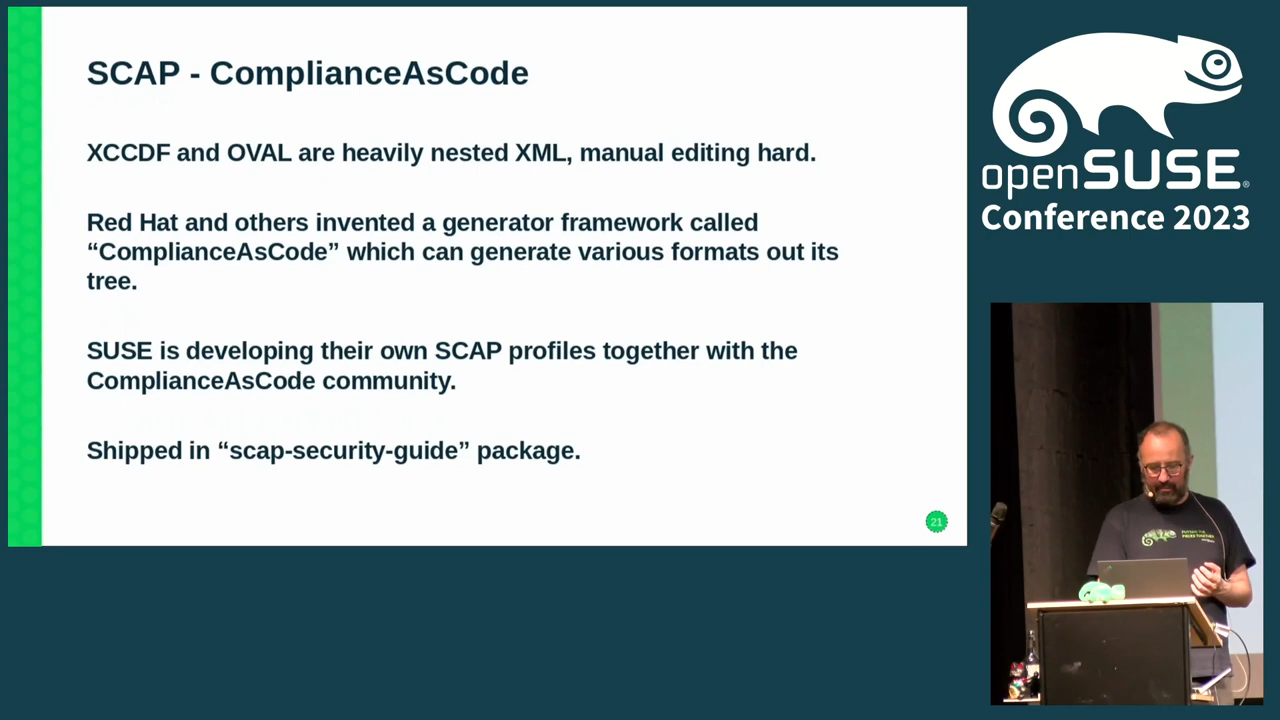 SCAP - ComplianceAsCode
XCCDF and OVAL are heavily nested XML, manual editing hard.
Red Hat and others invented a generator framework called
“ComplianceAsCode” which can generate various formats out its
tree.
SUSE is developing their own SCAP profiles together with the
ComplianceAsCode community.
Shipped in “scap-security-guide” package.
21
openSUSE®
Conference 2023